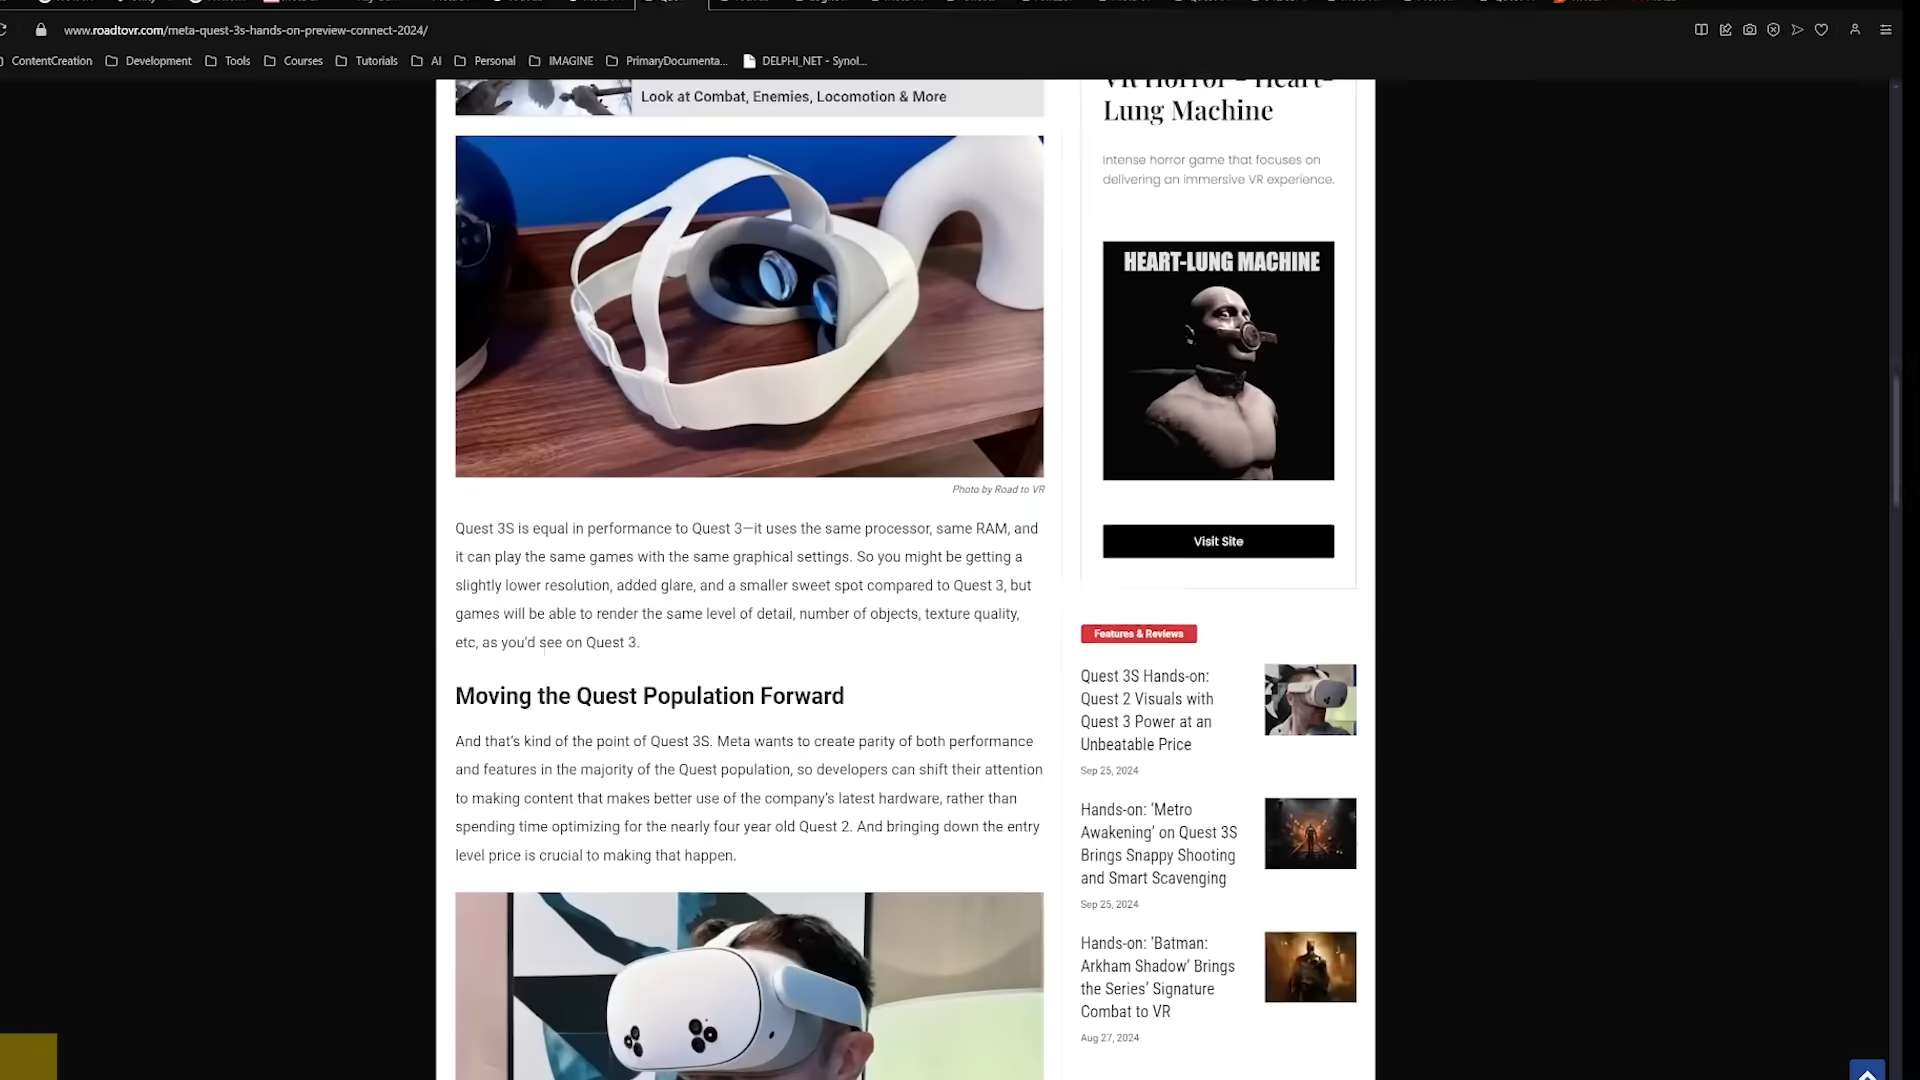 www.roadtovr.com/meta-quest-3s-hands-on-preview-connect-2024/
ContentCreation
Development
Tools
Courses
Tutorials
AI
Personal
IMAGINE
PrimaryDocumenta...
DELPHI_NET - Synol...
Look at Combat, Enemies, Locomotion & More
Photo by Road to VR
Quest 3S is equal in performance to Quest 3—it uses the same processor, same RAM, and
it can play the same games with the same graphical settings. So you might be getting a
slightly lower resolution, added glare, and a smaller sweet spot compared to Quest 3, but
games will be able to render the same level of detail, number of objects, texture quality,
etc, as you'd see on Quest 3.
Moving the Quest Population Forward
And that's kind of the point of Quest 3S. Meta wants to create parity of both performance
and features in the majority of the Quest population, so developers can shift their attention
to making content that makes better use of the company's latest hardware, rather than
spending time optimizing for the nearly four year old Quest 2. And bringing down the entry
level price is crucial to making that happen.
VR Horror - Heart-
Lung Machine
Intense horror game that focuses on
delivering an immersive VR experience.
HEART-LUNG MACHINE
Visit Site
Features & Reviews
Quest 3S Hands-on:
Quest 2 Visuals with
Quest 3 Power at an
Unbeatable Price
Sep 25, 2024
Hands-on: 'Metro
Awakening' on Quest 3S
Brings Snappy Shooting
and Smart Scavenging
Sep 25, 2024
Hands-on: 'Batman:
Arkham Shadow' Brings
the Series' Signature
Combat to VR
Aug 27, 2024